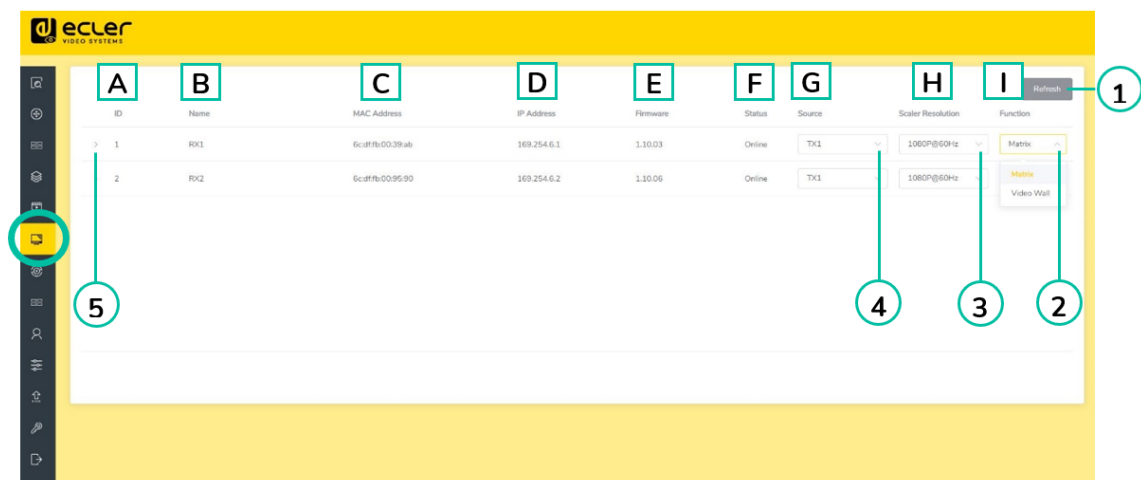 ecler
VIDEO SYSTEMS
A B C D E F G H I
Refresh 1
ID Name MAC Address IP Address Firmware Status Source Scaler Resolution Function
> 1 RX1 6c:df:fb:00:39:ab 169.254.6.1 1.10.03 Online TX1 1080P@60Hz Matrix
2 RX2 6c:df:fb:00:95:90 169.254.6.2 1.10.06 Online TX1 1080P@60Hz
Matrix
Video Wall
5 4 3 2